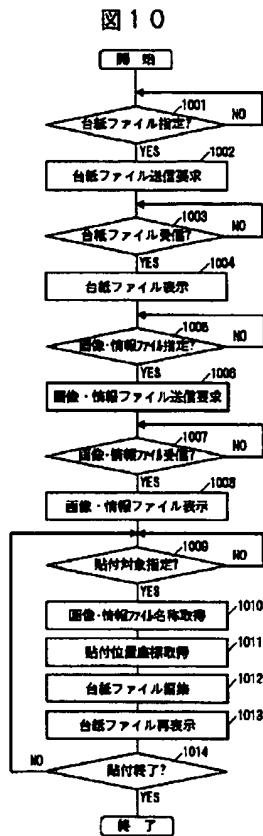 図10
開始
1001
台紙ファイル指定?
NO
YES
1002
台紙ファイル送信要求
1003
台紙ファイル受信?
NO
YES
1004
台紙ファイル表示
1005
画像・情報ファイル指定?
NO
YES
1006
画像・情報ファイル送信要求
1007
画像・情報ファイル受信?
NO
YES
1008
画像・情報ファイル表示
1009
貼付対象指定?
NO
YES
画像・情報ファイル名称取得
1010
貼付位置座標取得
1011
台紙ファイル編集
1012
台紙ファイル再表示
1013
1014
NO
貼付終了?
YES
終了